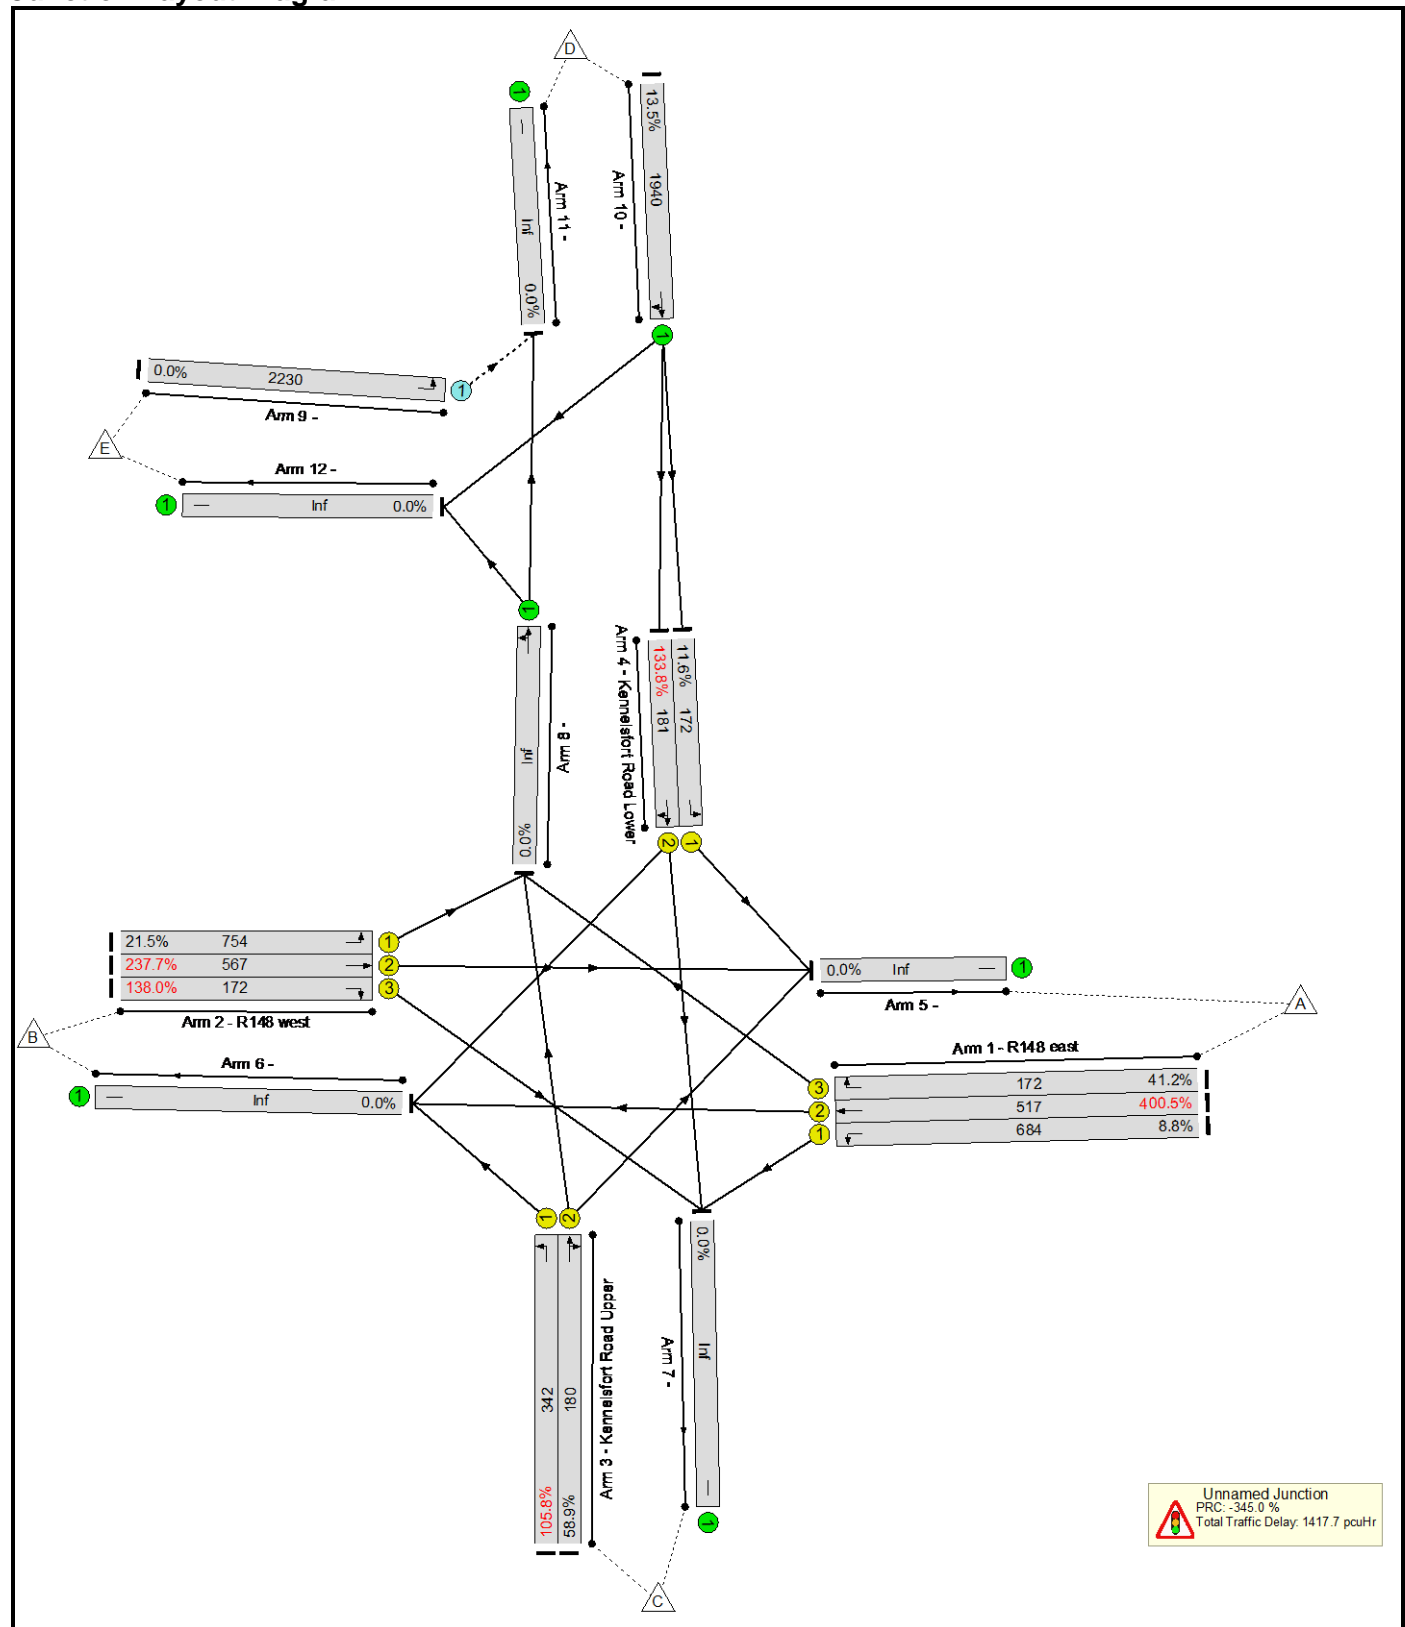 D
1
13.5%
1940
Arm 10 -
Arm 11 -
Inf
0.0%
1
0.0% 2230
1
Arm 9 -
E
Arm 12 -
1
Inf 0.0%
1
Arm 8 -
Inf
0.0%
Arm 4 - Kennelsfort Road Lower
133.8% 181
11.6% 172
2 1
21.5% 754 1
237.7% 567 2
138.0% 172 3
Arm 2 - R148 west
B
0.0% Inf 1
Arm 5 -
A
Arm 6 -
1
Inf 0.0%
Arm 1 - R148 east
3 172 41.2%
2 517 400.5%
1 684 8.8%
1 2
342
105.8%
180
58.9%
Arm 3 - Kennelsfort Road Upper
0.0%
Inf
Arm 7 -
1
C
Unnamed Junction
PRC: -345.0 %
Total Traffic Delay: 1417.7 pcuHr